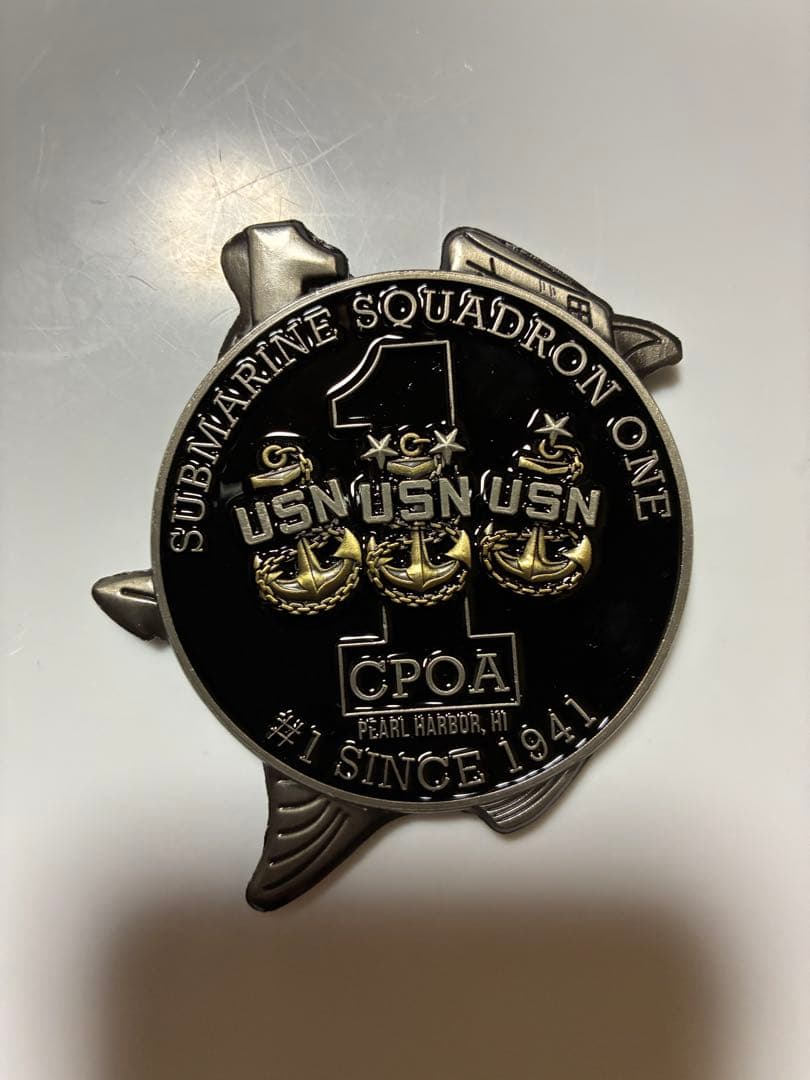 SUBMARINE SQUADRON ONE
1
USN USN USN
CPOA
PEARL HARBOR, HI
#1 SINCE 1941